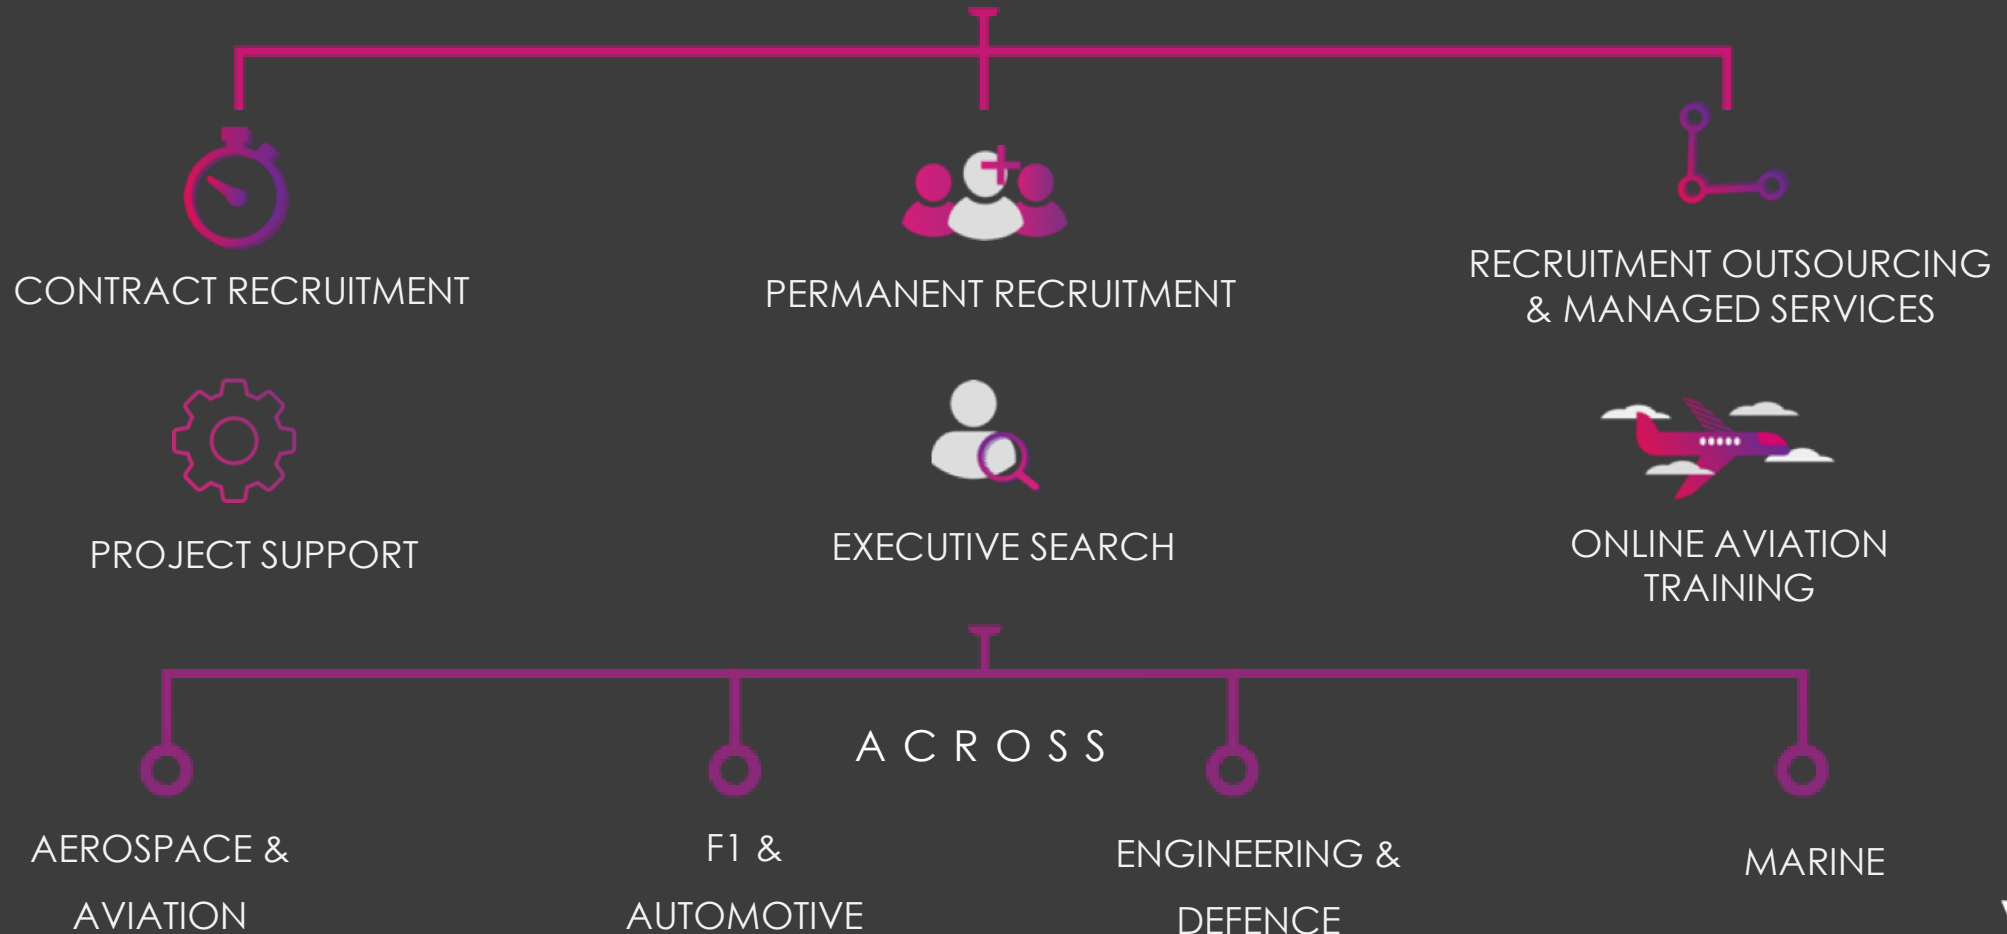 CONTRACT RECRUITMENT
PERMANENT RECRUITMENT
RECRUITMENT OUTSOURCING
& MANAGED SERVICES
PROJECT SUPPORT
EXECUTIVE SEARCH
ONLINE AVIATION
TRAINING
ACROSS
AEROSPACE &
AVIATION
F1 &
AUTOMOTIVE
ENGINEERING &
DEFENCE
MARINE